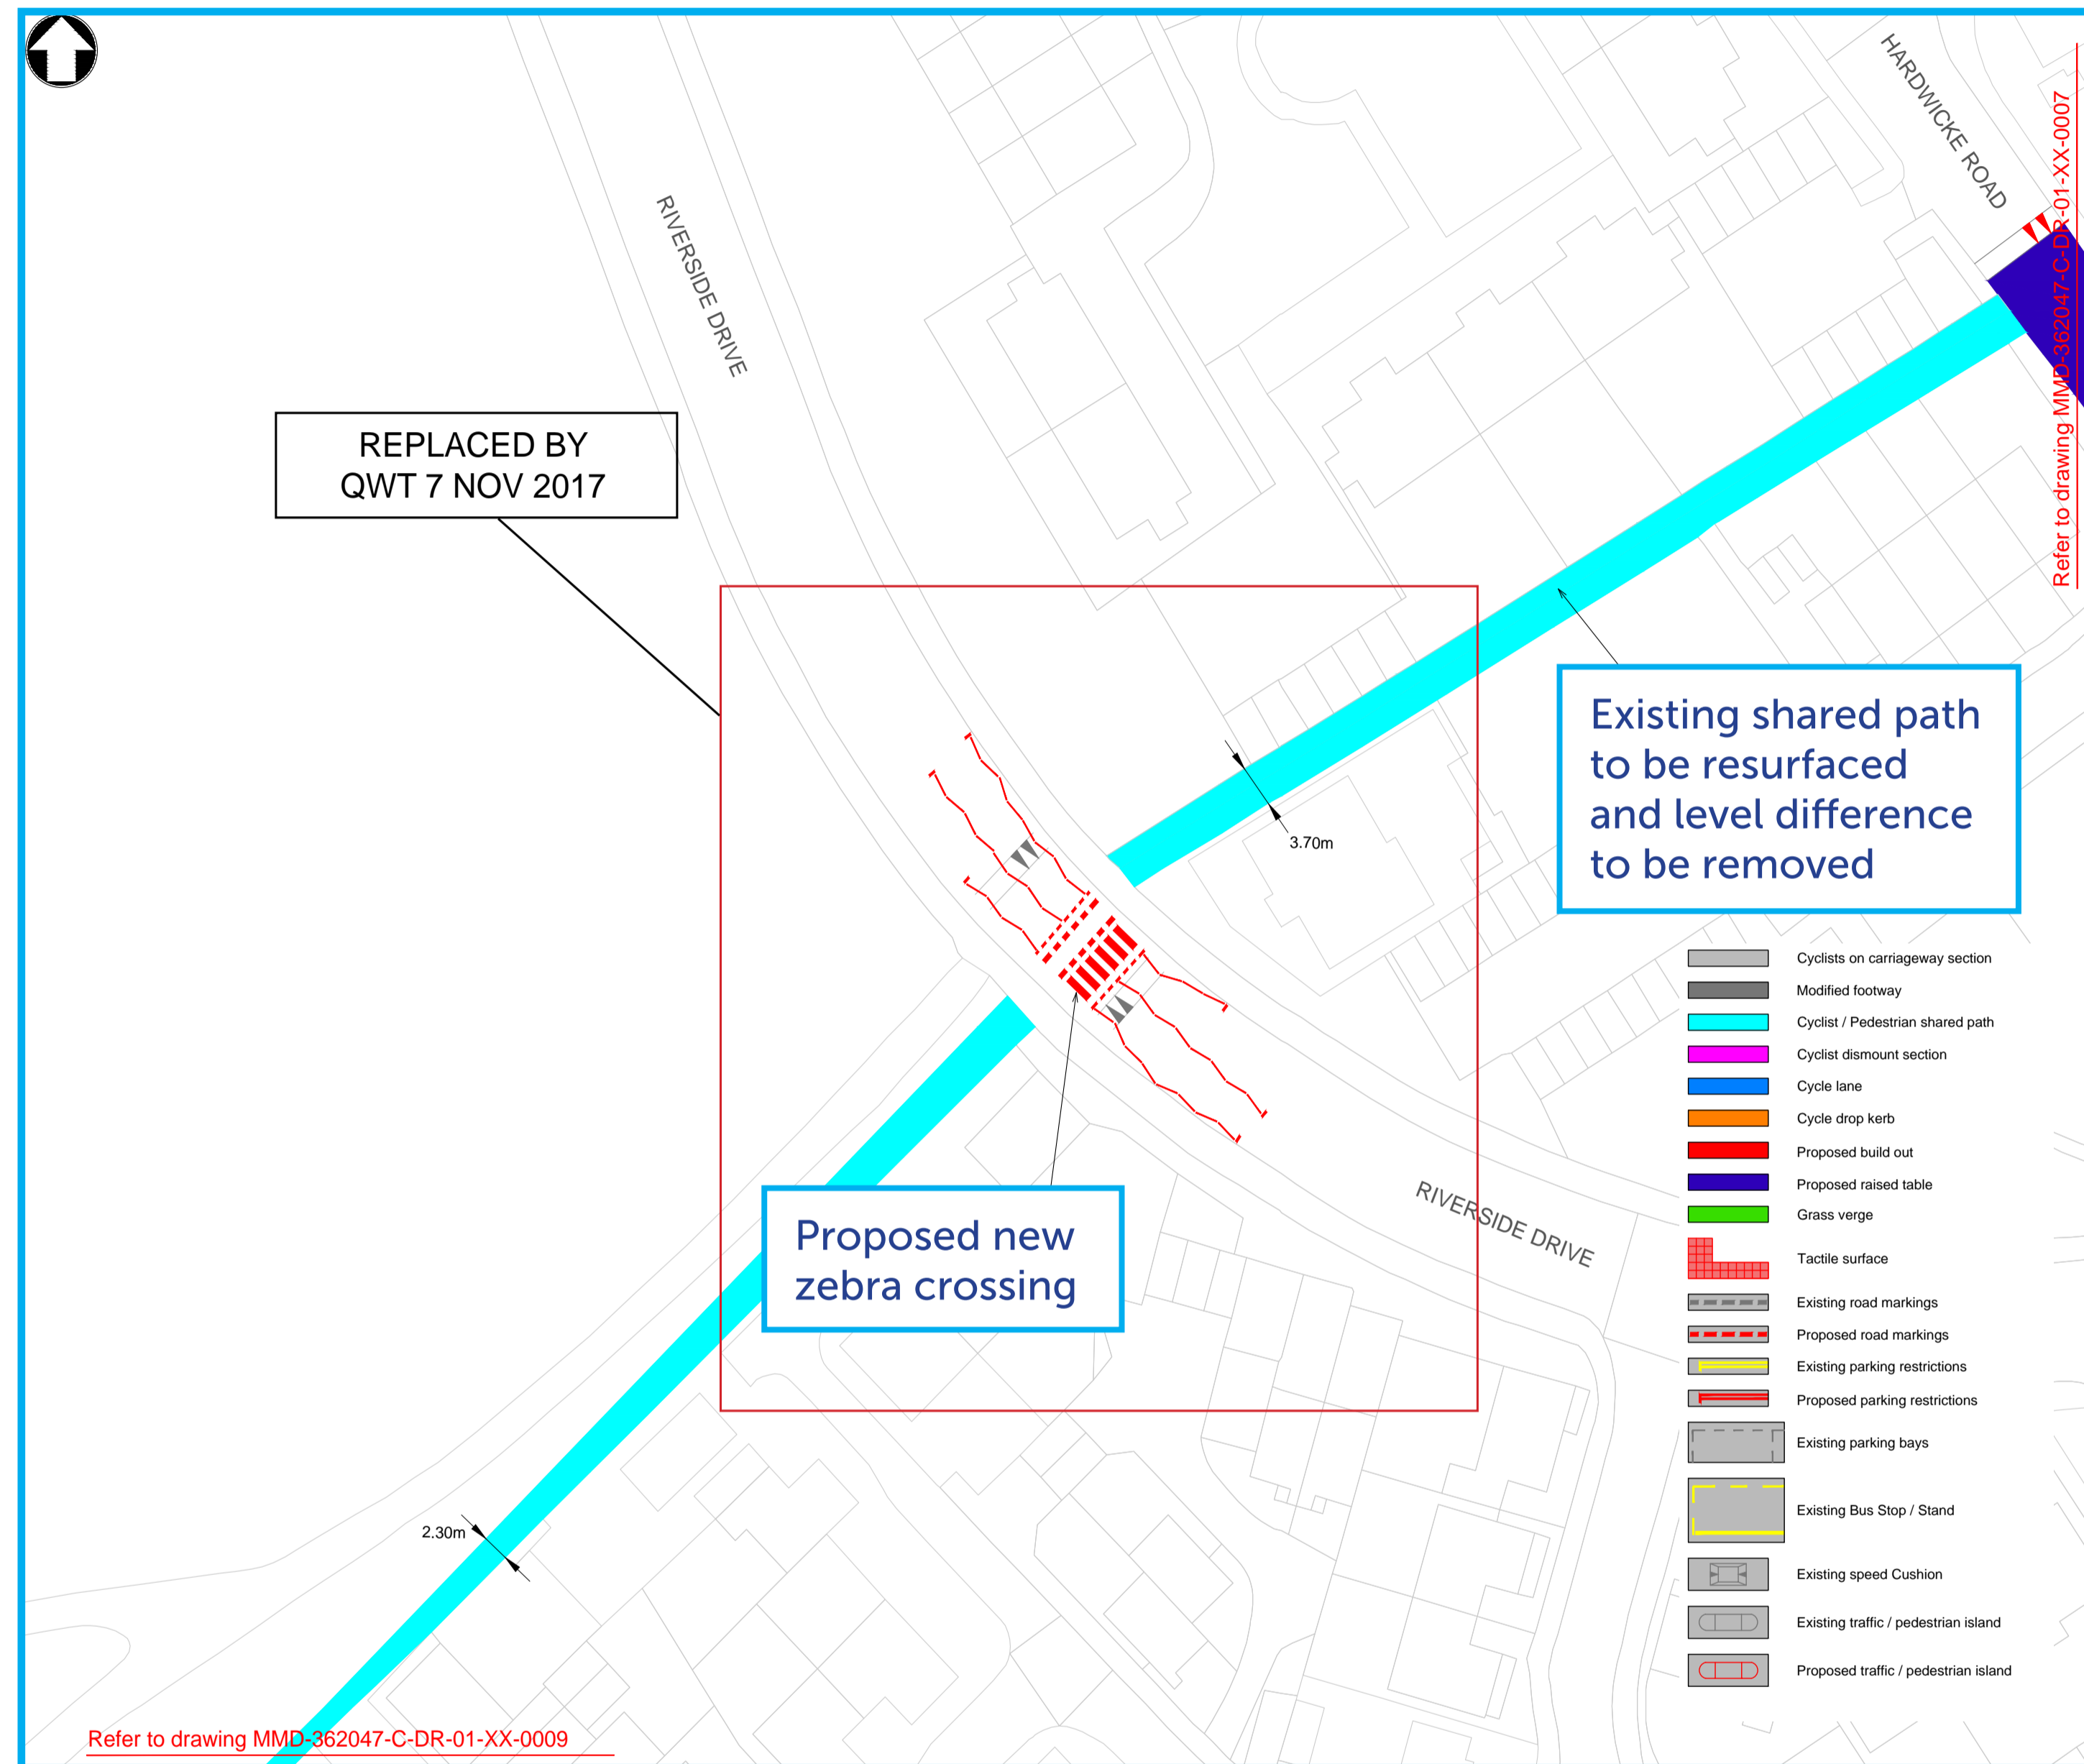 HARDWICKE ROAD
Refer to drawing MMD-362047-C-DR-01-XX-0007
RIVERSIDE DRIVE
REPLACED BY
QWT 7 NOV 2017
Existing shared path
to be resurfaced
and level difference
to be removed
3.70m
Proposed new
zebra crossing
RIVERSIDE DRIVE
2.30m
Refer to drawing MMD-362047-C-DR-01-XX-0009
Cyclists on carriageway section
Modified footway
Cyclist / Pedestrian shared path
Cyclist dismount section
Cycle lane
Cycle drop kerb
Proposed build out
Proposed raised table
Grass verge
Tactile surface
Existing road markings
Proposed road markings
Existing parking restrictions
Proposed parking restrictions
Existing parking bays
Existing Bus Stop / Stand
Existing speed Cushion
Existing traffic / pedestrian island
Proposed traffic / pedestrian island